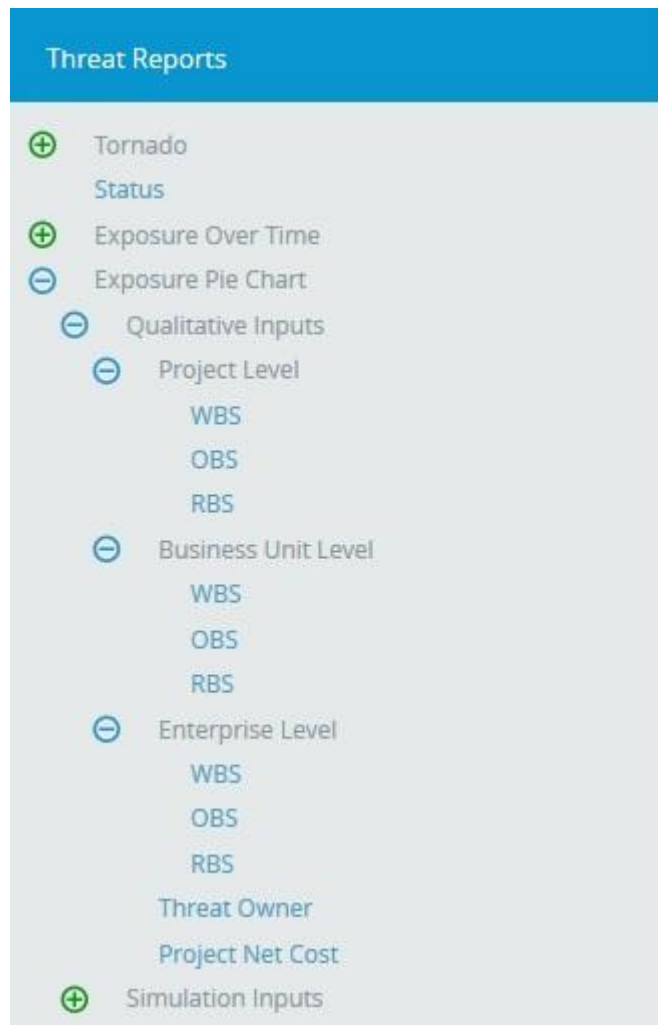 Threat Reports
Tornado
Status
Exposure Over Time
Exposure Pie Chart
Qualitative Inputs
Project Level
WBS
OBS
RBS
Business Unit Level
WBS
OBS
RBS
Enterprise Level
WBS
OBS
RBS
Threat Owner
Project Net Cost
Simulation Inputs